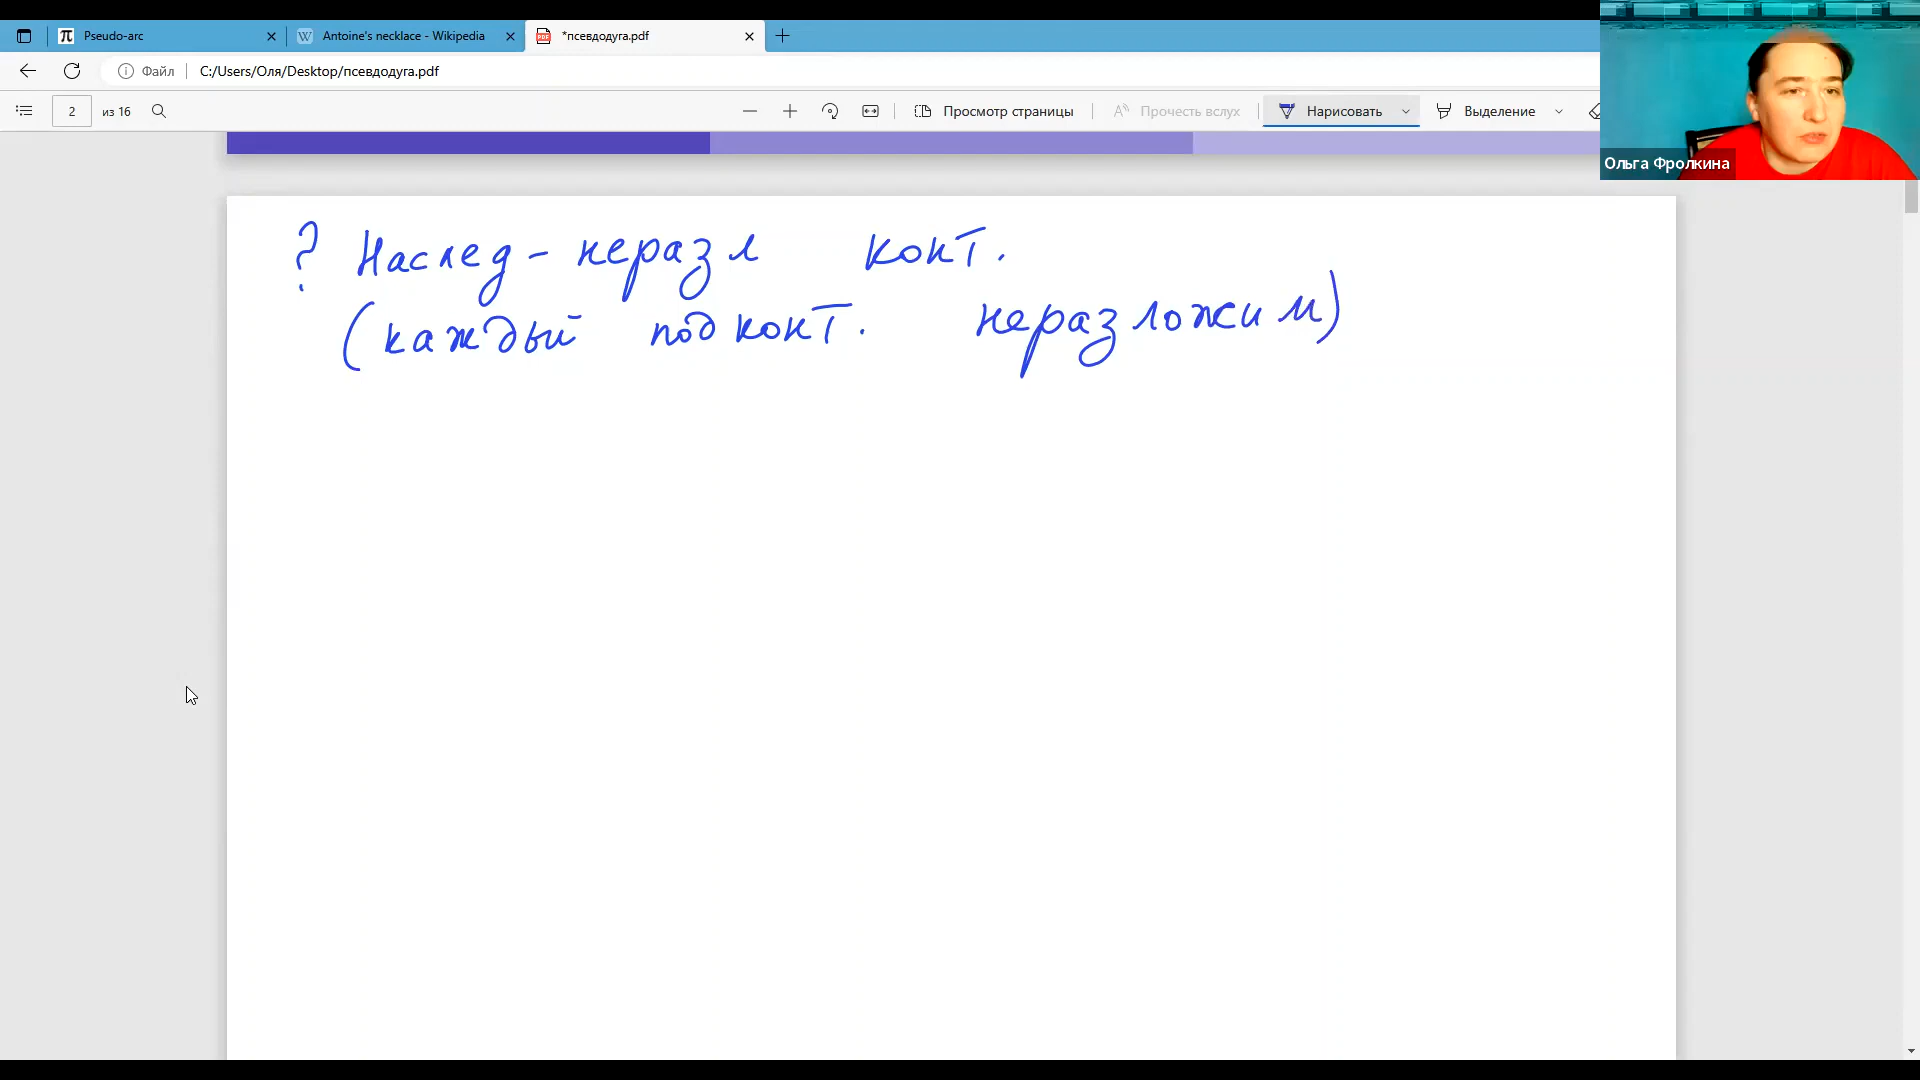 Pseudo-arc
Antoine's necklace - Wikipedia
*псевдодуга.pdf
Файл
C:/Users/Оля/Desktop/псевдодуга.pdf
2 из 16
Просмотр страницы
Прочесть вслух
Нарисовать
Выделение
Ольга Фролкина
? Наслед-неразл конт.
(каждый подконт. неразложим)